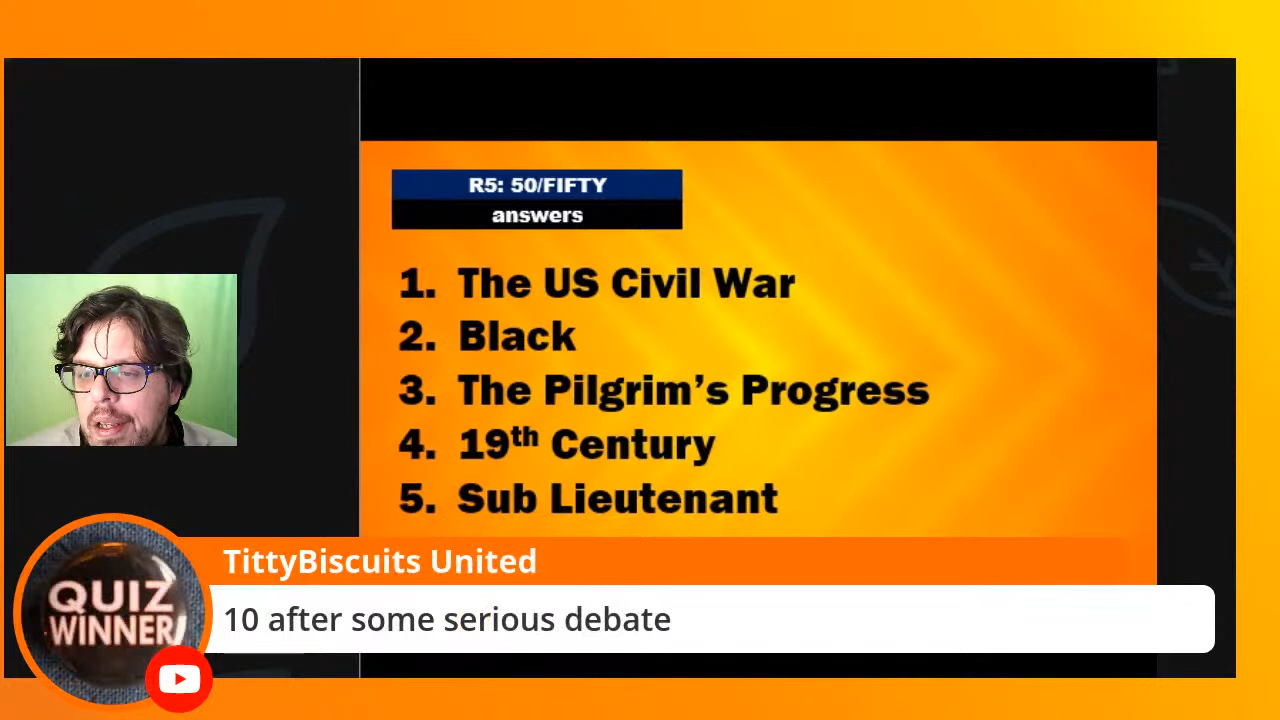 R5: 50/FIFTY
answers
1. The US Civil War
2. Black
3. The Pilgrim's Progress
4. 19th Century
5. Sub Lieutenant
TittyBiscuits United
QUIZ
WINNER
10 after some serious debate